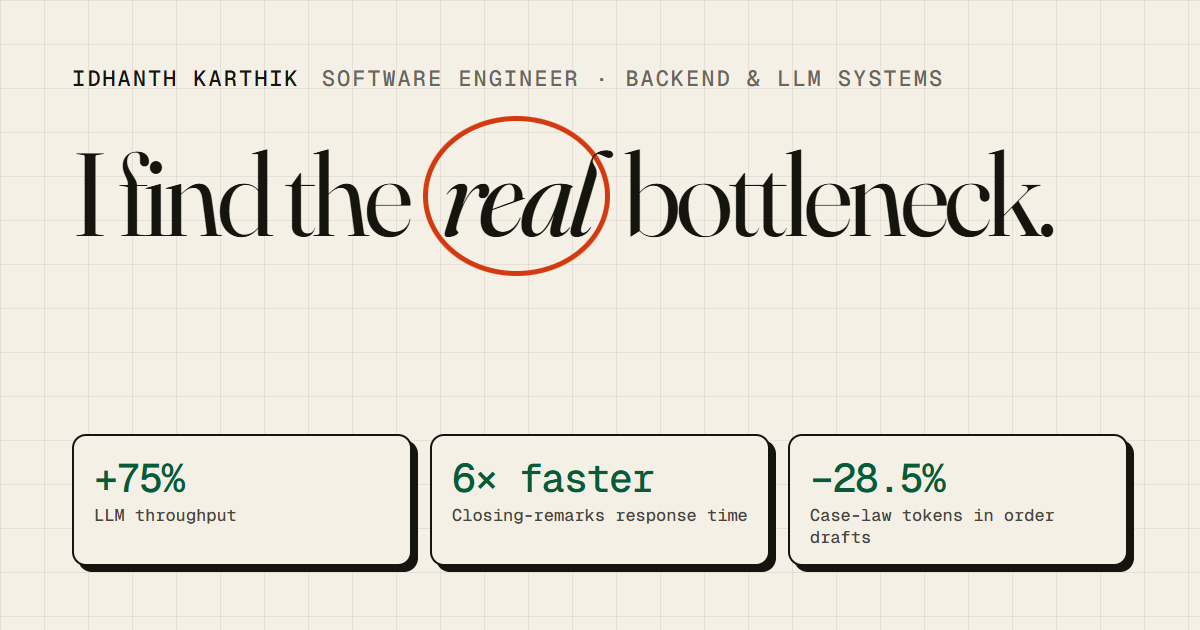 IDHANTH KARTHIK SOFTWARE ENGINEER · BACKEND & LLM SYSTEMS
I find the real bottleneck.
+75%
LLM throughput
6× faster
Closing-remarks response time
−28.5%
Case-law tokens in order
drafts